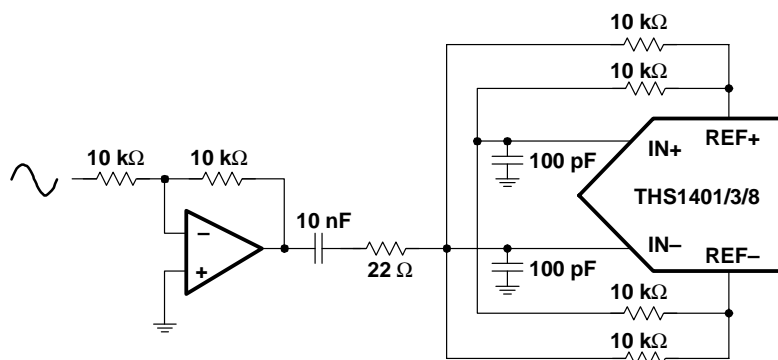 10 kΩ
10 kΩ
10 kΩ 10 kΩ
IN+ REF+
100 pF
THS1401/3/8
10 nF
–
+
22 Ω
IN–
REF–
100 pF
10 kΩ
10 kΩ